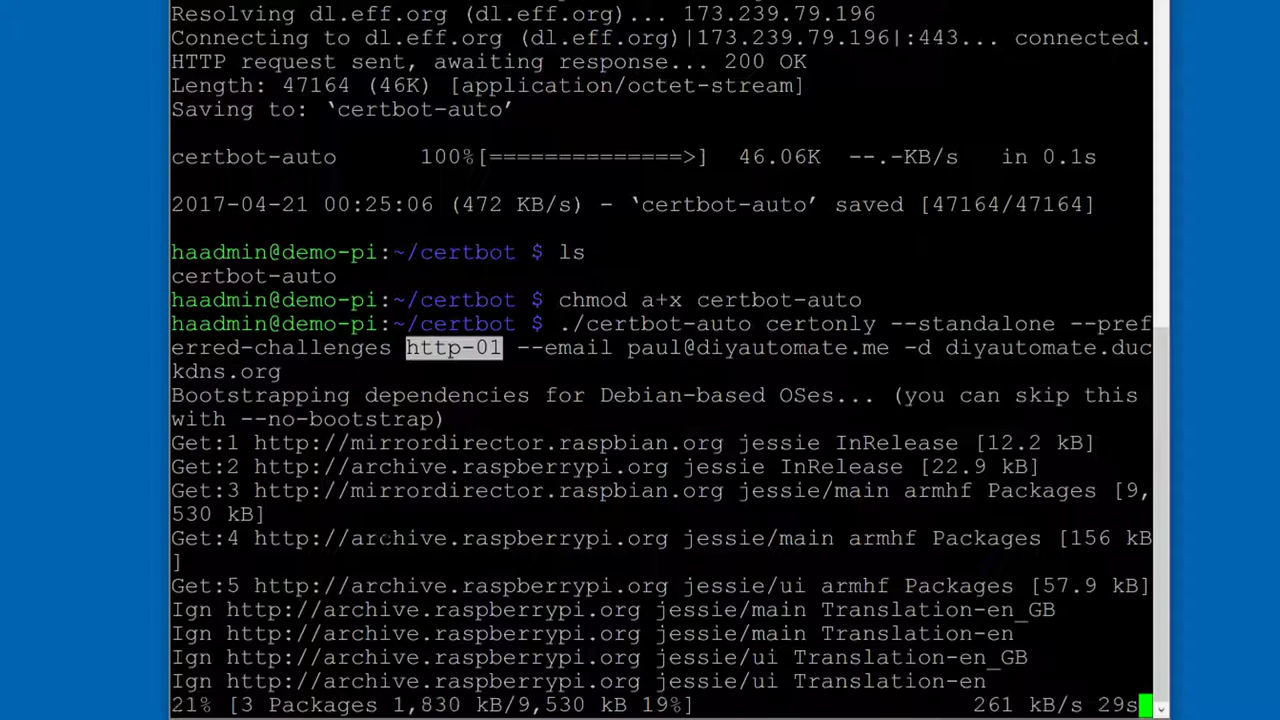 Resolving dl.eff.org (dl.eff.org)... 173.239.79.196
Connecting to dl.eff.org (dl.eff.org)|173.239.79.196|:443... connected.
HTTP request sent, awaiting response... 200 OK
Length: 47164 (46K) [application/octet-stream]
Saving to: ‘certbot-auto’
certbot-auto 100%[==============>] 46.06K --.-KB/s in 0.1s
2017-04-21 00:25:06 (472 KB/s) - ‘certbot-auto’ saved [47164/47164]
haadmin@demo-pi:~/certbot $ ls
certbot-auto
haadmin@demo-pi:~/certbot $ chmod a+x certbot-auto
haadmin@demo-pi:~/certbot $ ./certbot-auto certonly --standalone --pref
erred-challenges http-01 --email paul@diyautomate.me -d diyautomate.duc
kdns.org
Bootstrapping dependencies for Debian-based OSes... (you can skip this
with --no-bootstrap)
Get:1 http://mirrordirector.raspbian.org jessie InRelease [12.2 kB]
Get:2 http://archive.raspberrypi.org jessie InRelease [22.9 kB]
Get:3 http://mirrordirector.raspbian.org jessie/main armhf Packages [9,
530 kB]
Get:4 http://archive.raspberrypi.org jessie/main armhf Packages [156 kB
]
Get:5 http://archive.raspberrypi.org jessie/ui armhf Packages [57.9 kB]
Ign http://archive.raspberrypi.org jessie/main Translation-en_GB
Ign http://archive.raspberrypi.org jessie/main Translation-en
Ign http://archive.raspberrypi.org jessie/ui Translation-en_GB
Ign http://archive.raspberrypi.org jessie/ui Translation-en
21% [3 Packages 1,830 kB/9,530 kB 19%] 261 kB/s 29s